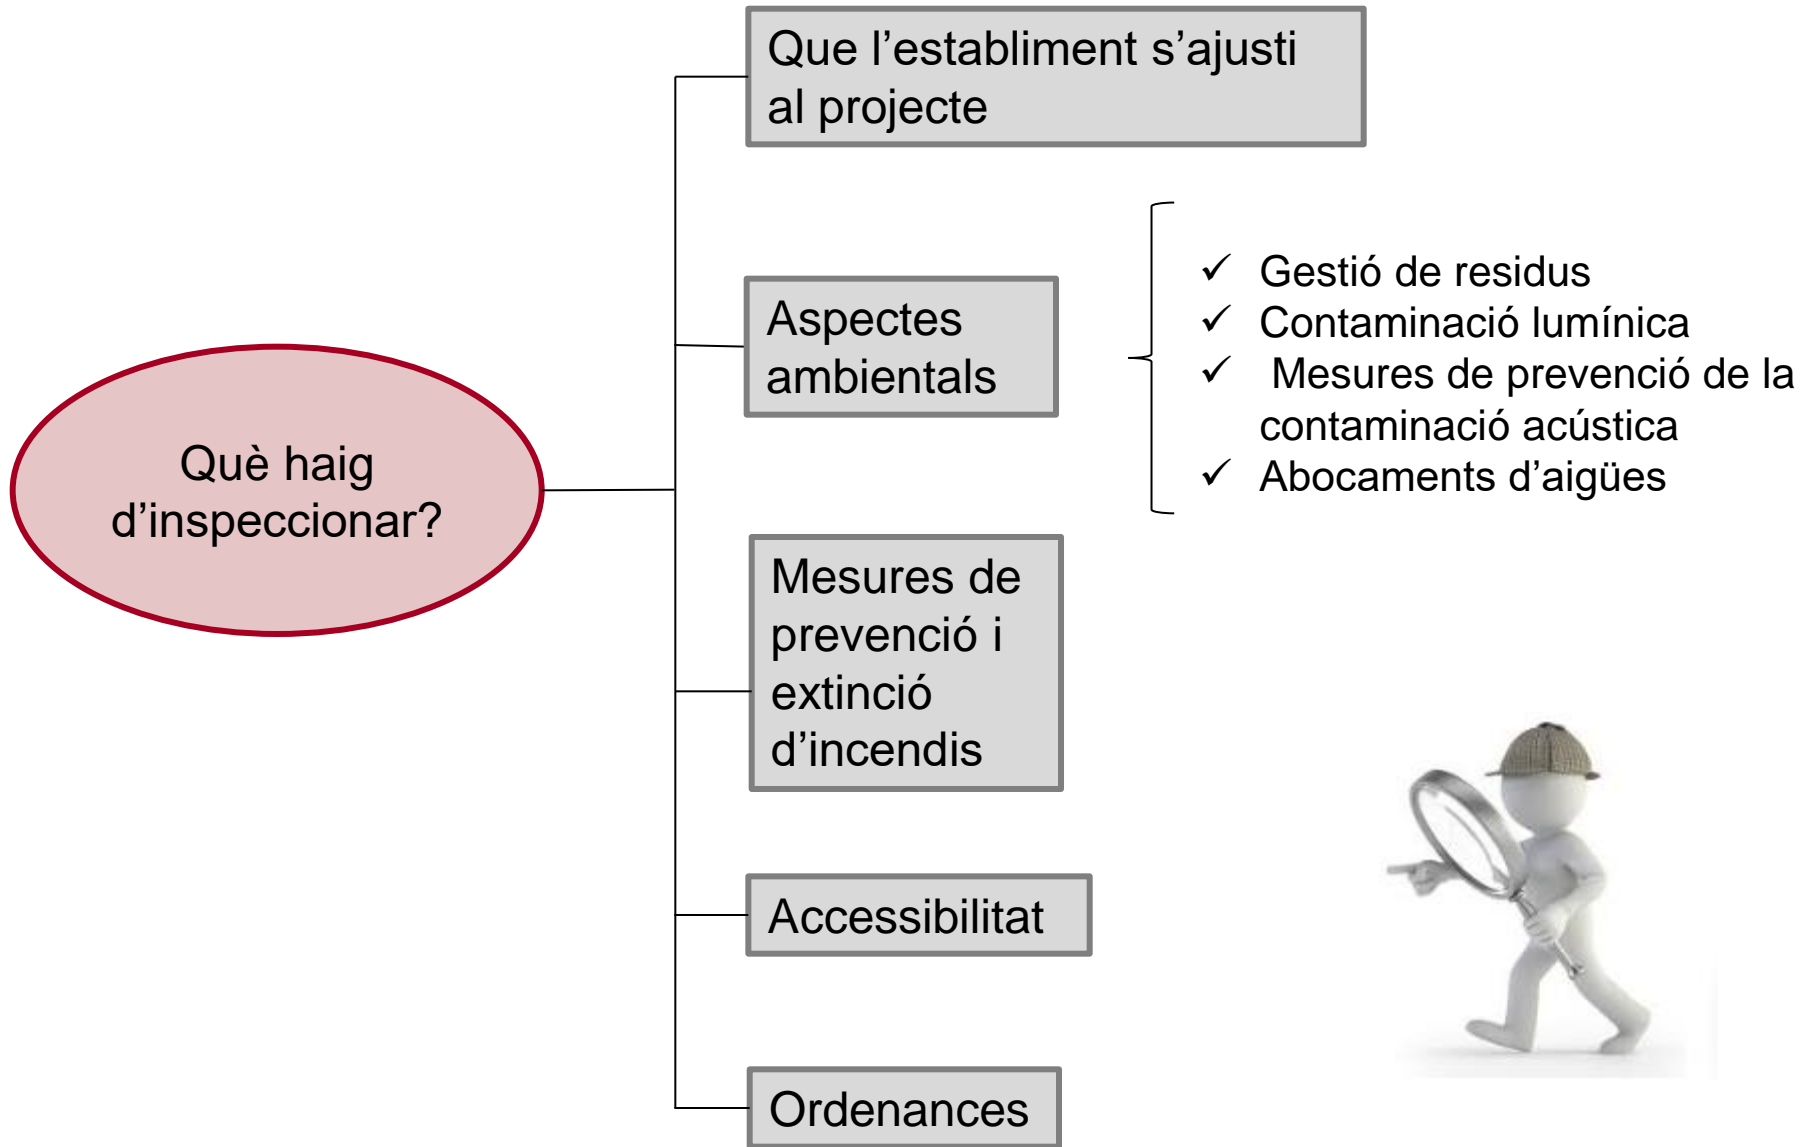 Que l’establiment s’ajusti
al projecte
Aspectes
ambientals
✓ Gestió de residus
✓ Contaminació lumínica
✓ Mesures de prevenció de la
contaminació acústica
✓ Abocaments d’aigües
Què haig
d’inspeccionar?
Mesures de
prevenció i
extinció
d’incendis
Accessibilitat
Ordenances